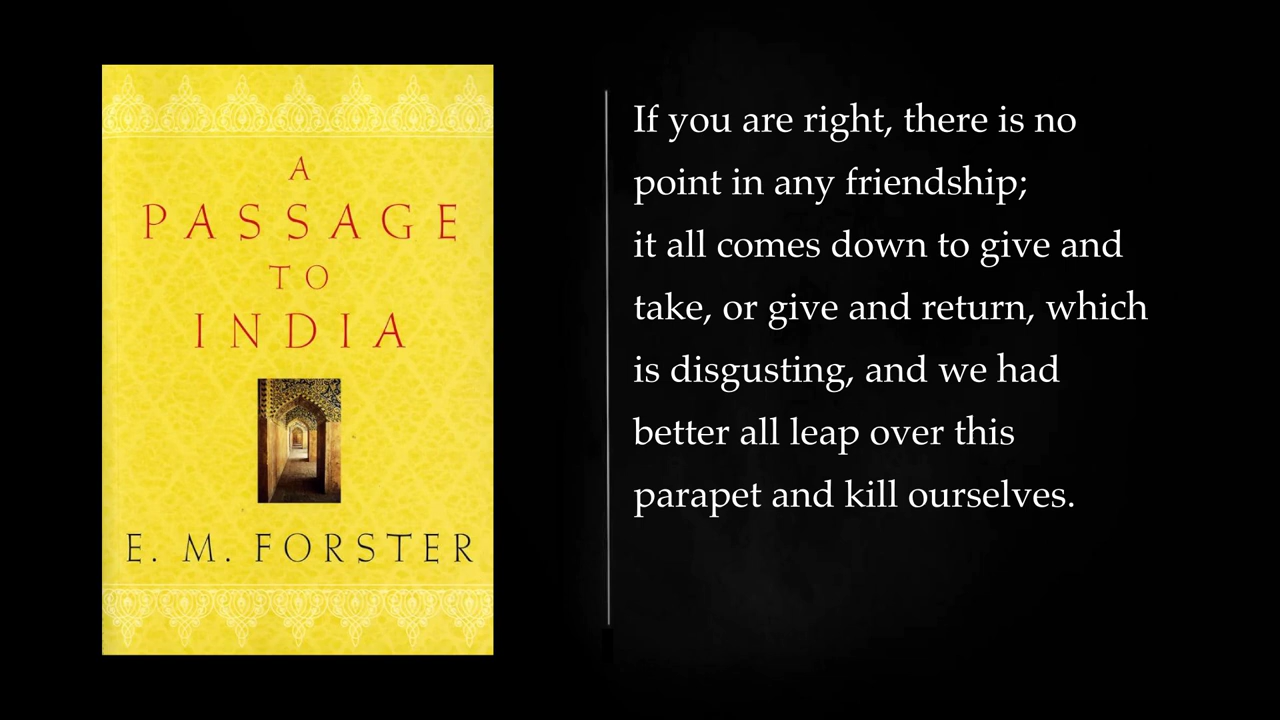 A
PASSAGE
TO
INDIA
E. M. FORSTER
If you are right, there is no
point in any friendship;
it all comes down to give and
take, or give and return, which
is disgusting, and we had
better all leap over this
parapet and kill ourselves.